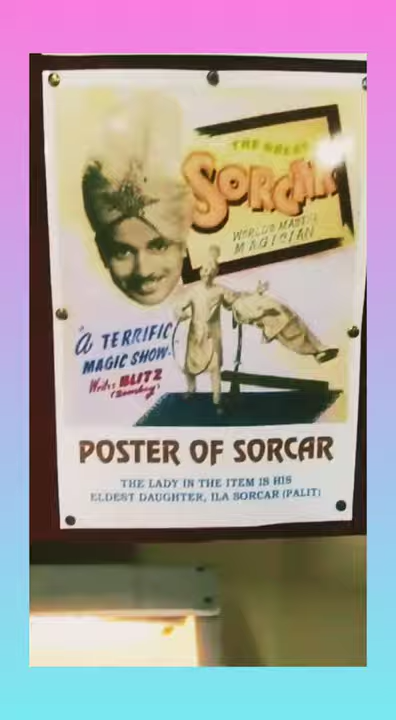 THE GREAT
SORCAR
WORLD'S MASTER
MAGICIAN
"A TERRIFIC
MAGIC SHOW."
Writes BLITZ
(Bombay)
POSTER OF SORCAR
THE LADY IN THE ITEM IS HIS
ELDEST DAUGHTER, ILA SORCAR (PALIT)